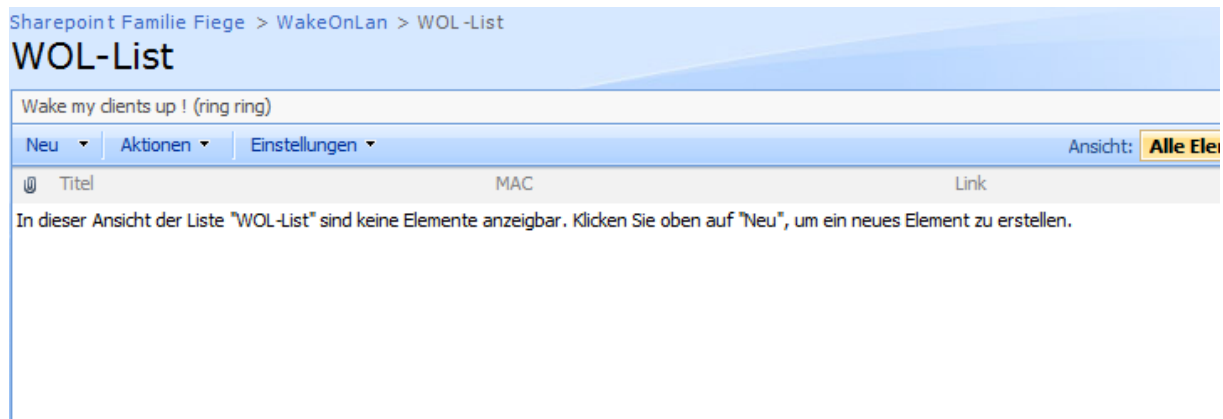 Sharepoint Familie Fiege > WakeOnLan > WOL-List
WOL-List
Wake my clients up ! (ring ring)
Neu Aktionen Einstellungen Ansicht: Alle
Titel MAC Link
In dieser Ansicht der Liste "WOL-List" sind keine Elemente anzeigbar. Klicken Sie oben auf "Neu", um ein neues Element zu erstellen.